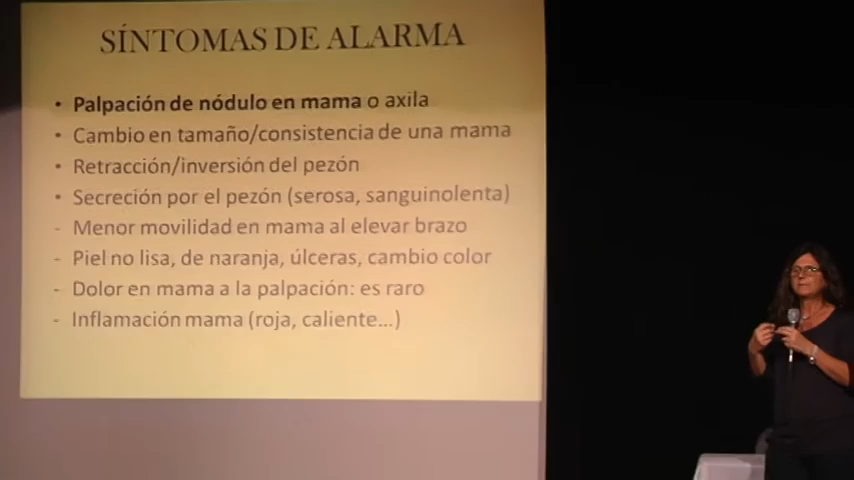 SÍNTOMAS DE ALARMA
• Palpación de nódulo en mama o axila
• Cambio en tamaño/consistencia de una mama
• Retracción/inversión del pezón
• Secreción por el pezón (serosa, sanguinolenta)
- Menor movilidad en mama al elevar brazo
- Piel no lisa, de naranja, úlceras, cambio color
- Dolor en mama a la palpación: es raro
- Inflamación mama (roja, caliente...)